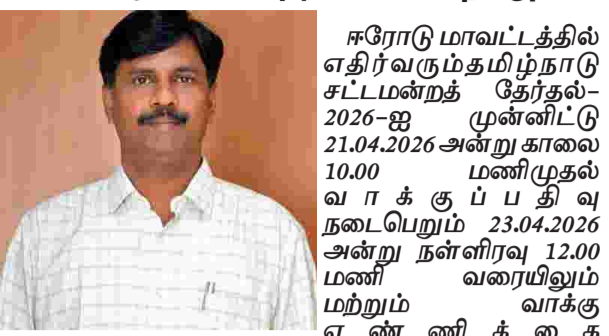 ஈரோடு மாவட்டத்தில்
எதிர்வரும்தமிழ்நாடு
சட்டமன்றத் தேர்தல்-
2026-ஐ முன்னிட்டு
21.04.2026 அன்று காலை
10.00 மணிமுதல்
வாக்குப்பதிவு
நடைபெறும் 23.04.2026
அன்று நள்ளிரவு 12.00
மணி வரையிலும்
மற்றும் வாக்கு
எண்ணிக்கை